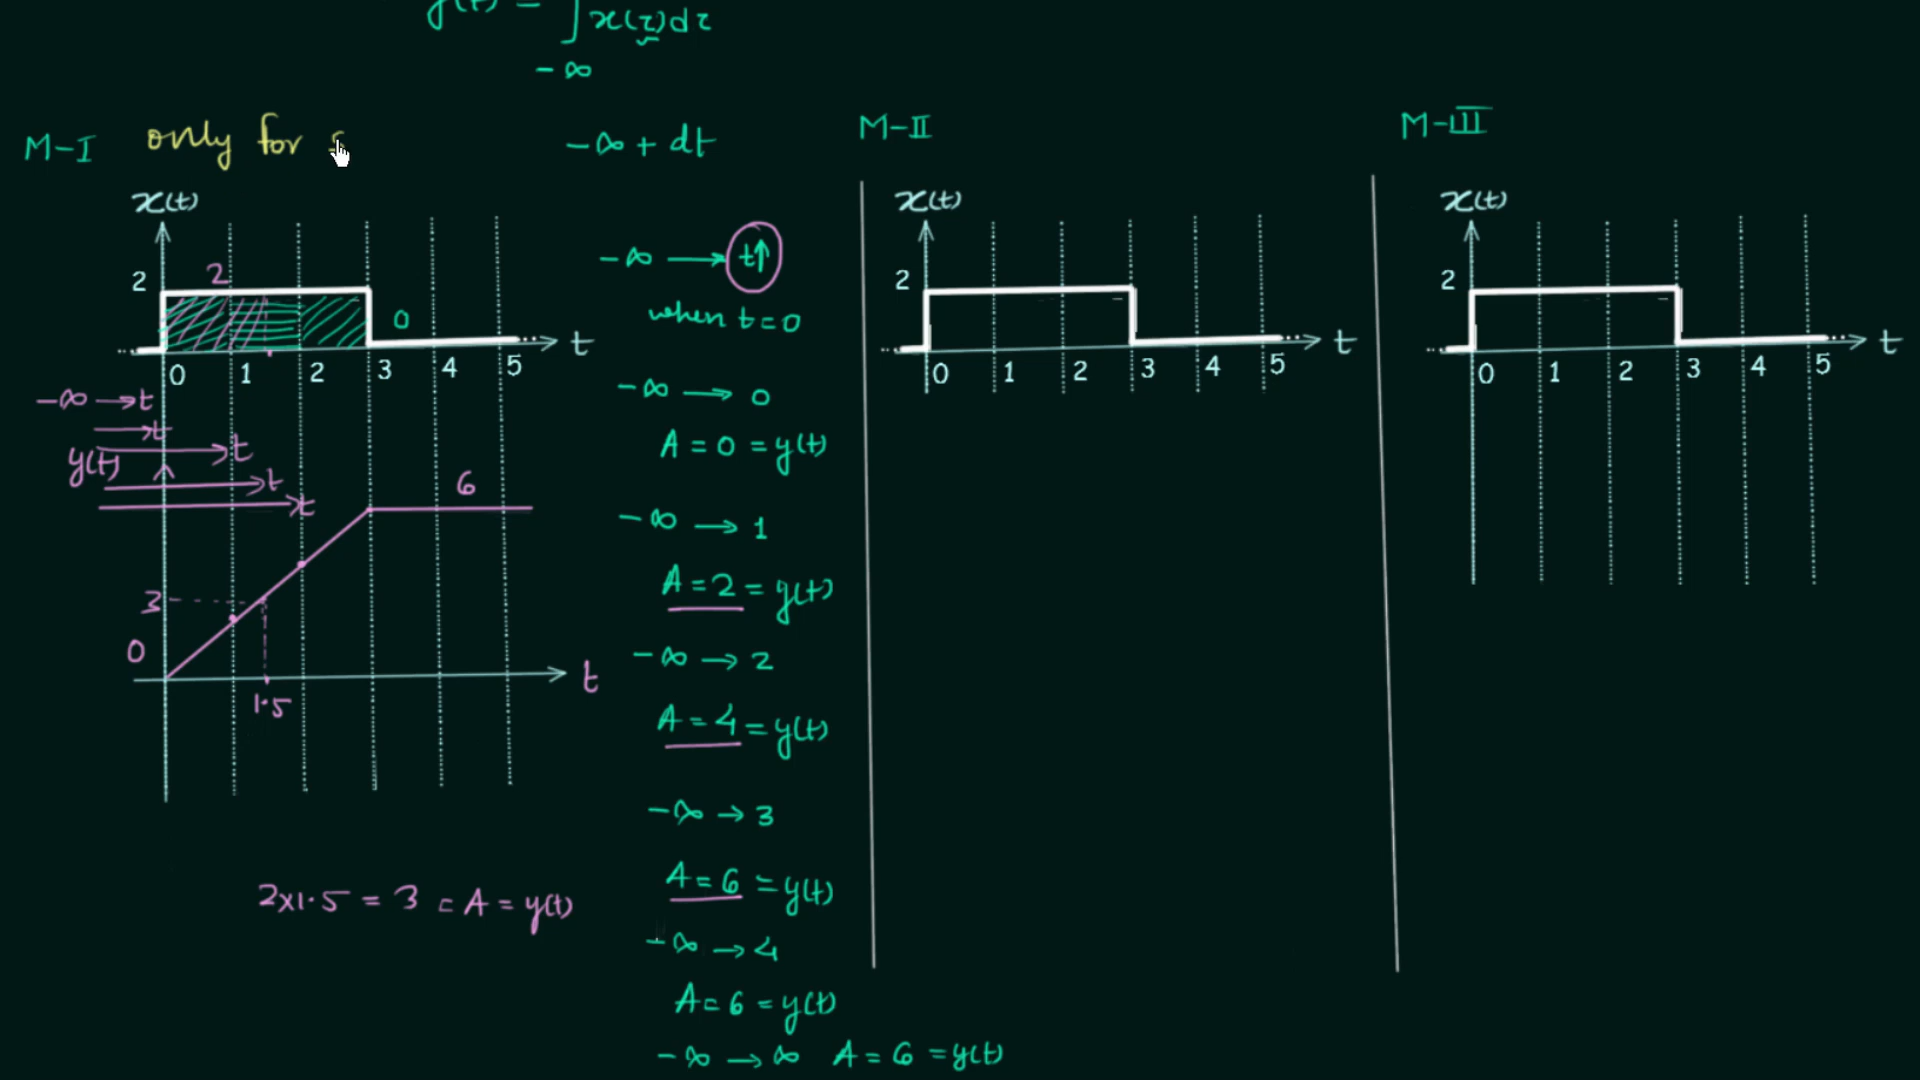 y(t) = ∫ x(τ)dτ
-∞
M-I only for
-∞ + dt
x(t)
2
2
0
t
0 1 2 3 4 5
-∞ → t
→ t
→ t
y(t)
→ t
→ t
6
3
0
t
1.5
2x1.5 = 3 = A = y(t)
-∞ → t↑
when t = 0
-∞ → 0
A = 0 = y(t)
-∞ → 1
A = 2 = y(t)
-∞ → 2
A = 4 = y(t)
-∞ → 3
A = 6 = y(t)
-∞ → 4
A = 6 = y(t)
-∞ → ∞ A = 6 = y(t)
M-II
x(t)
2
t
0 1 2 3 4 5
M-III
x(t)
2
t
0 1 2 3 4 5